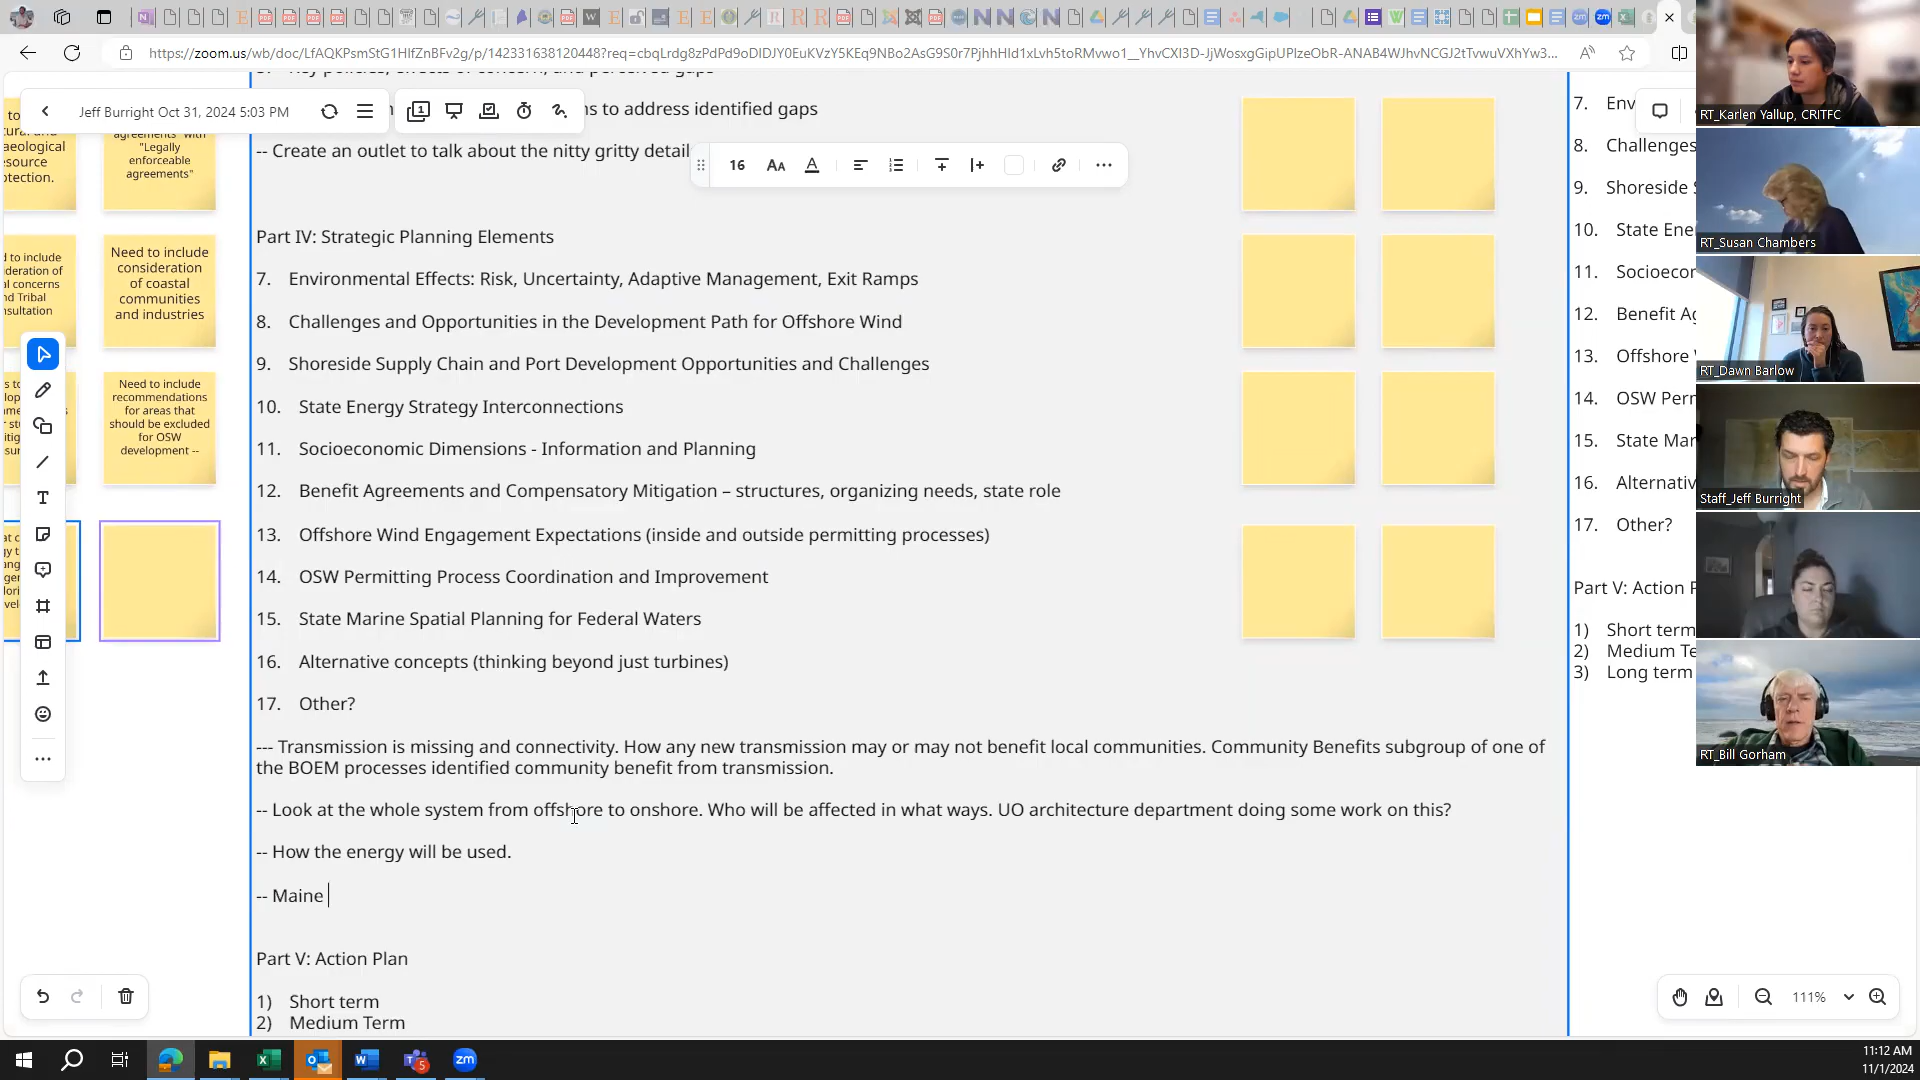 https://zoom.us/wb/doc/LfAQKPsmStG1HIfZnBFv2g/p/142331638120448?req=
Jeff Burright Oct 31, 2024 5:03 PM
s to address identified gaps
-- Create an outlet to talk about the nitty gritty detail
16
agreements" with
"Legally
enforceable
agreements"
Need to include
consideration
of coastal
communities
and industries
Need to include
recommendations
for areas that
should be excluded
for OSW
development --
Part IV: Strategic Planning Elements
7. Environmental Effects: Risk, Uncertainty, Adaptive Management, Exit Ramps
8. Challenges and Opportunities in the Development Path for Offshore Wind
9. Shoreside Supply Chain and Port Development Opportunities and Challenges
10. State Energy Strategy Interconnections
11. Socioeconomic Dimensions - Information and Planning
12. Benefit Agreements and Compensatory Mitigation – structures, organizing needs, state role
13. Offshore Wind Engagement Expectations (inside and outside permitting processes)
14. OSW Permitting Process Coordination and Improvement
15. State Marine Spatial Planning for Federal Waters
16. Alternative concepts (thinking beyond just turbines)
17. Other?
--- Transmission is missing and connectivity. How any new transmission may or may not benefit local communities. Community Benefits subgroup of one of
the BOEM processes identified community benefit from transmission.
-- Look at the whole system from offshore to onshore. Who will be affected in what ways. UO architecture department doing some work on this?
-- How the energy will be used.
-- Maine
Part V: Action Plan
1) Short term
2) Medium Term
7. Env
8. Challenges
9. Shoreside
10. State Ene
11. Socioecor
12. Benefit Ag
13. Offshore
14. OSW Perm
15. State Mar
16. Alternativ
17. Other?
Part V: Action P
1) Short term
2) Medium Te
3) Long term
RT_Karlen Yallup, CRITFC
RT_Susan Chambers
RT_Dawn Barlow
Staff_Jeff Burright
RT_Bill Gorham
111%
11:12 AM
11/1/2024